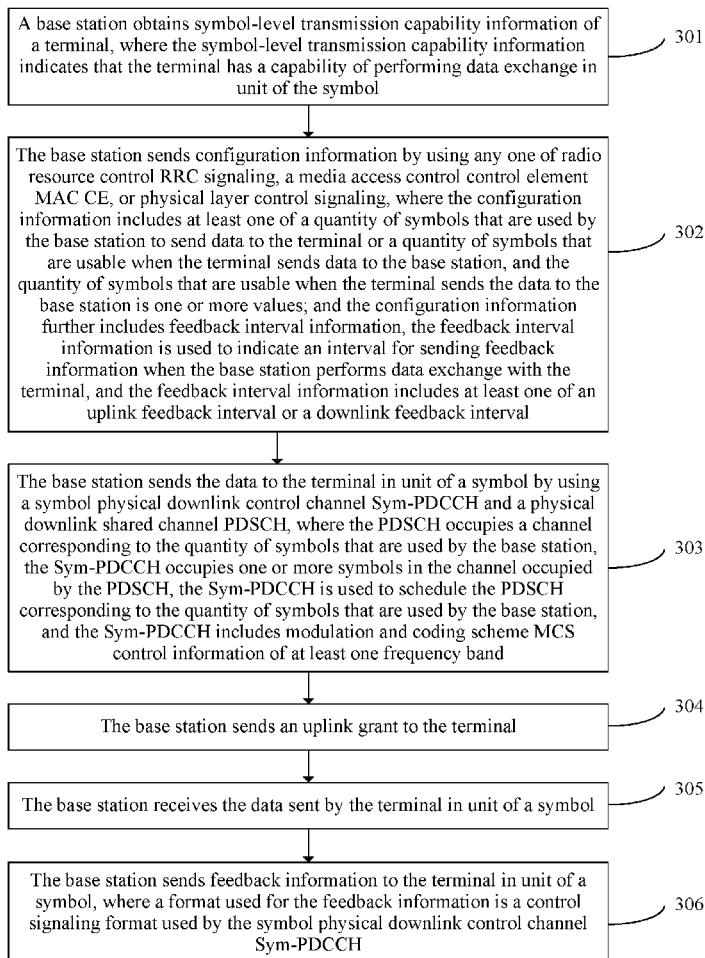 A base station obtains symbol-level transmission capability information of
a terminal, where the symbol-level transmission capability information
indicates that the terminal has a capability of performing data exchange in
unit of the symbol
301
The base station sends configuration information by using any one of radio
resource control RRC signaling, a media access control control element
MAC CE, or physical layer control signaling, where the configuration
information includes at least one of a quantity of symbols that are used by
the base station to send data to the terminal or a quantity of symbols that
are usable when the terminal sends data to the base station, and the
quantity of symbols that are usable when the terminal sends the data to the
base station is one or more values; and the configuration information
further includes feedback interval information, the feedback interval
information is used to indicate an interval for sending feedback
information when the base station performs data exchange with the
terminal, and the feedback interval information includes at least one of an
uplink feedback interval or a downlink feedback interval
302
The base station sends the data to the terminal in unit of a symbol by using
a symbol physical downlink control channel Sym-PDCCH and a physical
downlink shared channel PDSCH, where the PDSCH occupies a channel
corresponding to the quantity of symbols that are used by the base station,
the Sym-PDCCH occupies one or more symbols in the channel occupied
by the PDSCH, the Sym-PDCCH is used to schedule the PDSCH
corresponding to the quantity of symbols that are used by the base station,
and the Sym-PDCCH includes modulation and coding scheme MCS
control information of at least one frequency band
303
The base station sends an uplink grant to the terminal
304
The base station receives the data sent by the terminal in unit of a symbol
305
The base station sends feedback information to the terminal in unit of a
symbol, where a format used for the feedback information is a control
signaling format used by the symbol physical downlink control channel
Sym-PDCCH
306